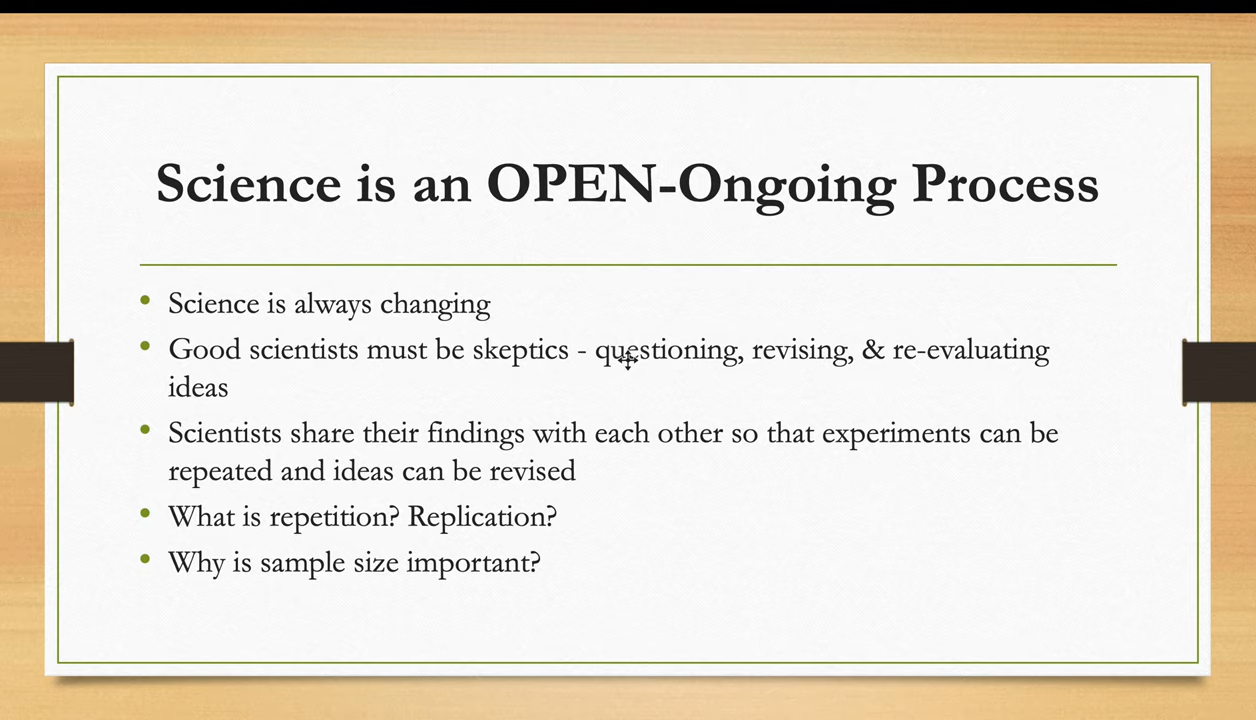 Science is an OPEN-Ongoing Process
• Science is always changing
• Good scientists must be skeptics - questioning, revising, & re-evaluating
ideas
• Scientists share their findings with each other so that experiments can be
repeated and ideas can be revised
• What is repetition? Replication?
• Why is sample size important?